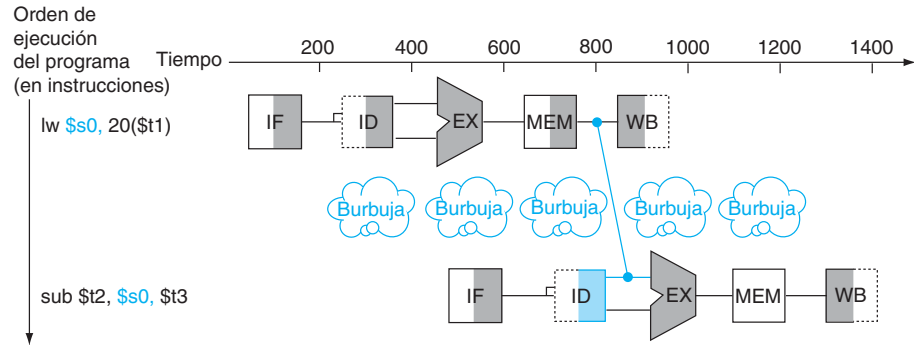 Orden de
ejecución
del programa
(en instrucciones)
Tiempo
200 400 600 800 1000 1200 1400
lw $s0, 20($t1)
IF ID EX MEM WB
Burbuja Burbuja Burbuja Burbuja Burbuja
sub $t2, $s0, $t3
IF ID EX MEM WB